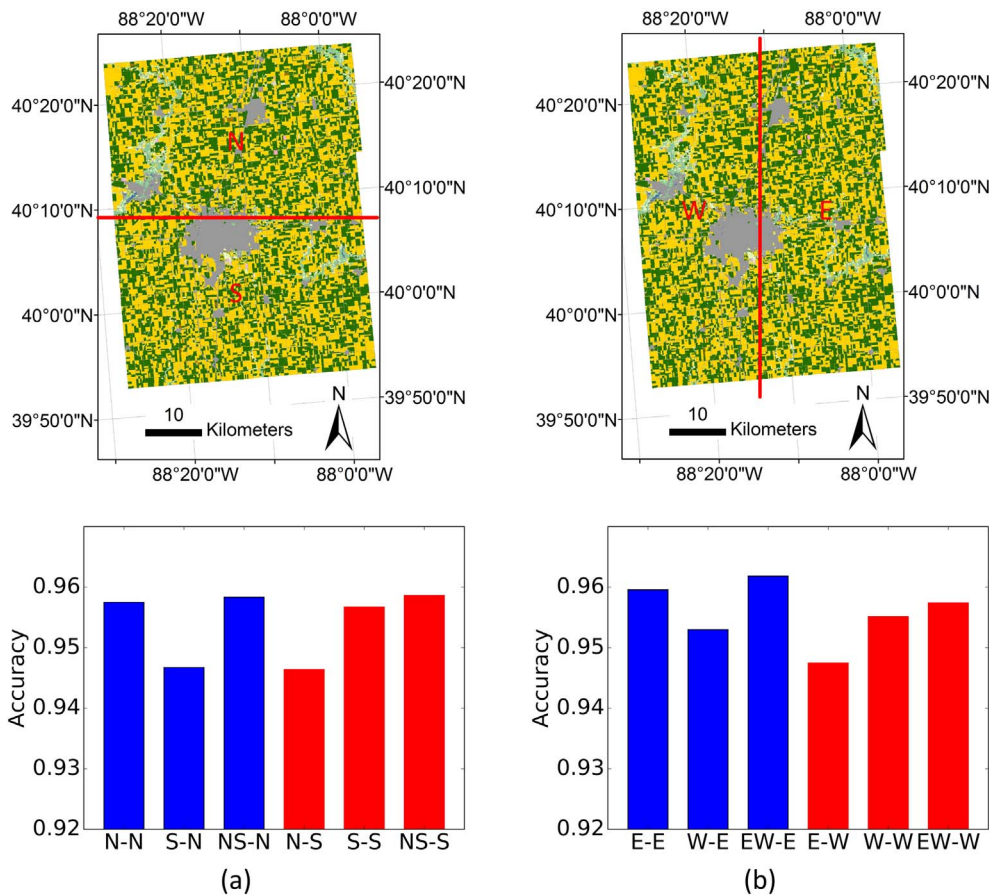 88°20'0"W 88°0'0"W
88°20'0"W 88°0'0"W
40°20'0"N
40°20'0"N
40°20'0"N
40°20'0"N
N
40°10'0"N
40°10'0"N
40°10'0"N
40°10'0"N
W E
S
40°0'0"N
40°0'0"N
40°0'0"N
40°0'0"N
39°50'0"N
39°50'0"N
39°50'0"N
39°50'0"N
10
Kilometers
N
10
Kilometers
N
88°20'0"W 88°0'0"W
88°20'0"W 88°0'0"W
Accuracy
0.96
0.95
0.94
0.93
0.92
N-N S-N NS-N N-S S-S NS-S
(a)
Accuracy
0.96
0.95
0.94
0.93
0.92
E-E W-E EW-E E-W W-W EW-W
(b)